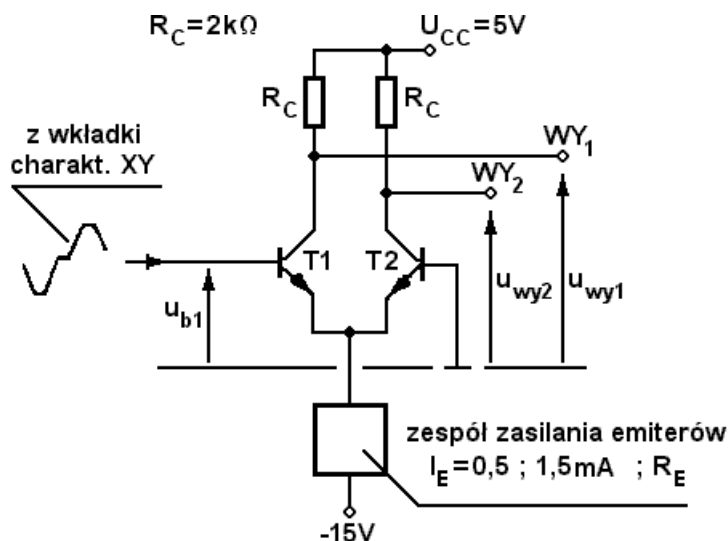 R_C=2kΩ
U_CC=5V
R_C
R_C
z wkładki
charakt. XY
WY_1
WY_2
T1
T2
u_b1
u_wy2
u_wy1
zespół zasilania emiterów
I_E=0,5 ; 1,5mA ; R_E
-15V